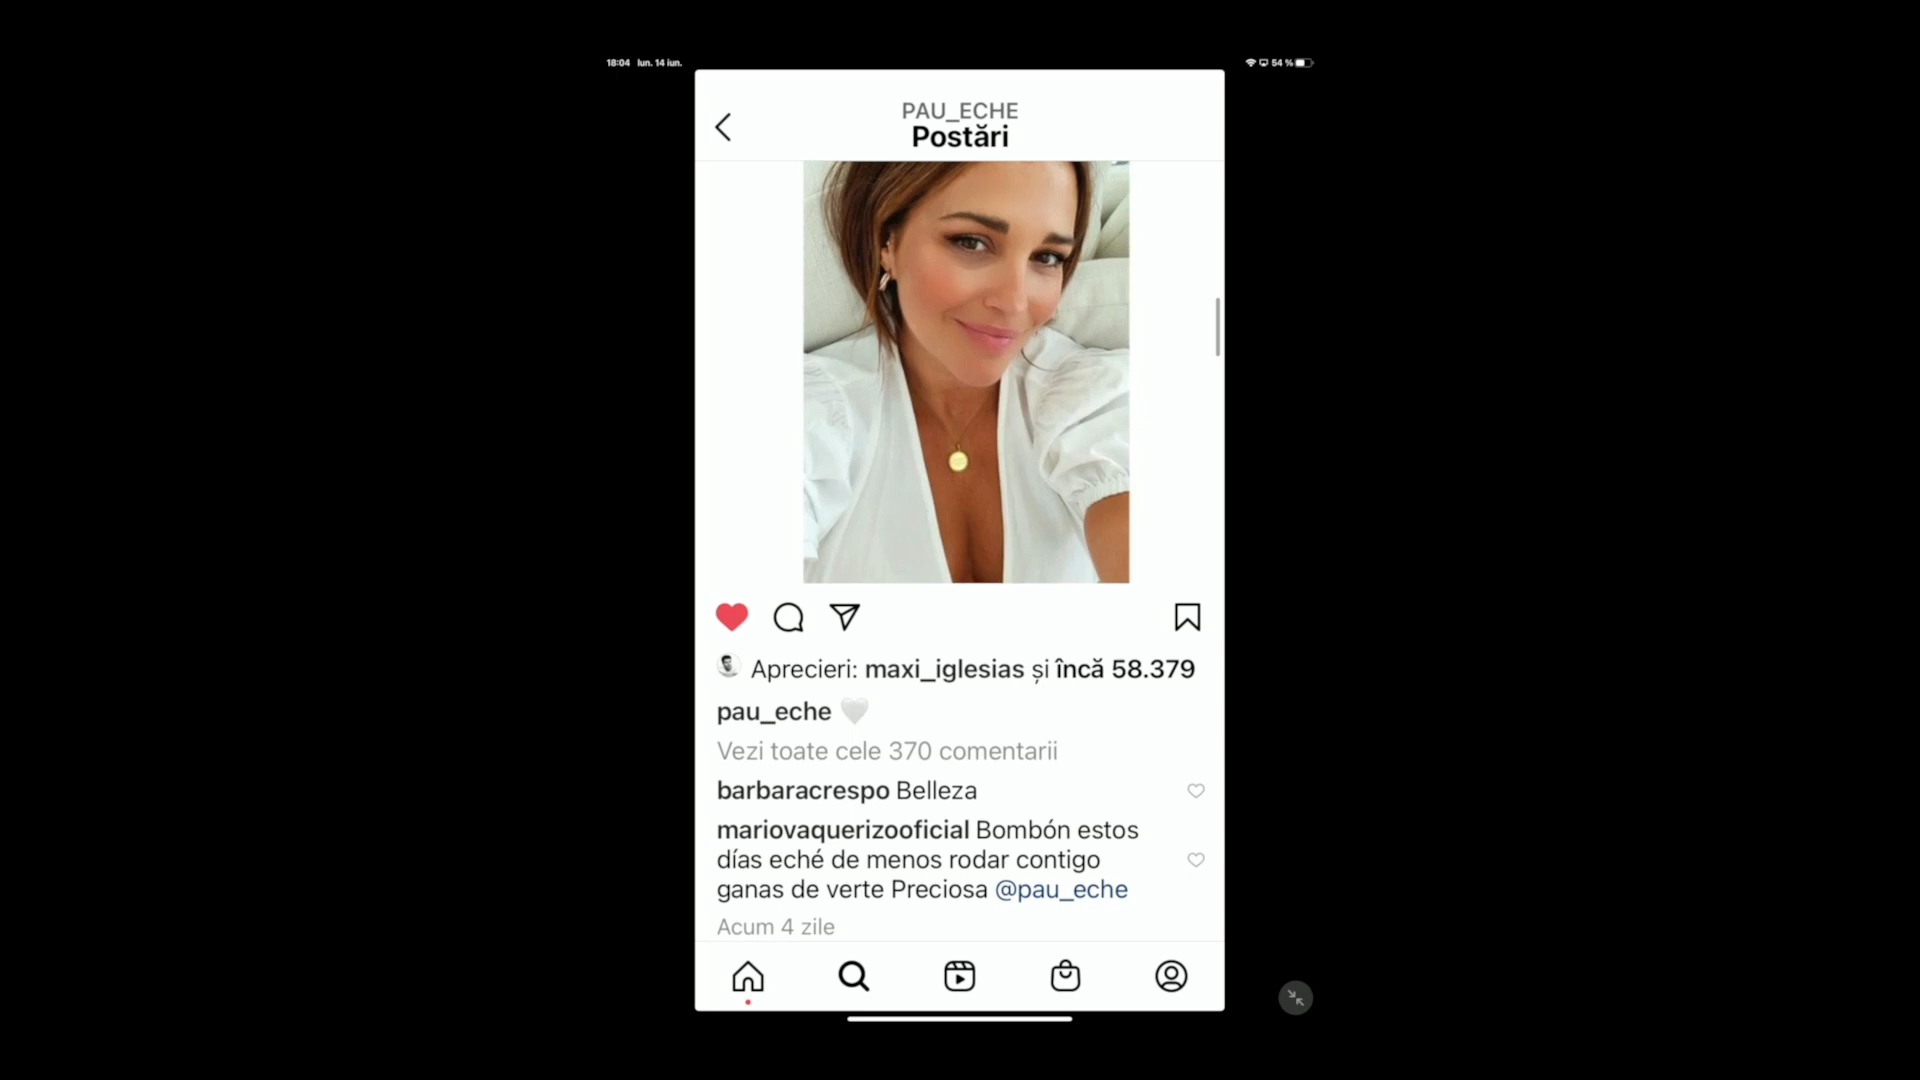 18:04 lun. 14 iun.
54 %
PAU_ECHE
Postări
Aprecieri: maxi_iglesias și încă 58.379
pau_eche 🤍
Vezi toate cele 370 comentarii
barbaracrespo Belleza
mariovaquerizooficial Bombón estos
días eché de menos rodar contigo
ganas de verte Preciosa @pau_eche
Acum 4 zile